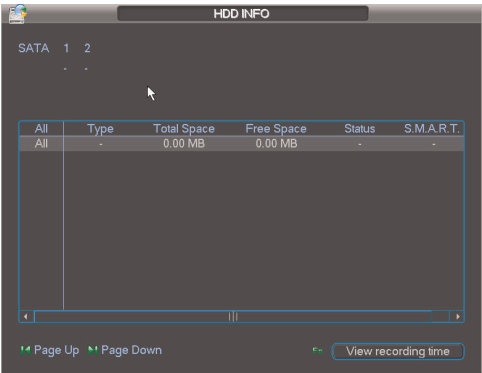 HDD INFO
SATA 1 2
- -
All Type Total Space Free Space Status S.M.A.R.T.
All - 0.00 MB 0.00 MB - -
Page Up Page Down View recording time